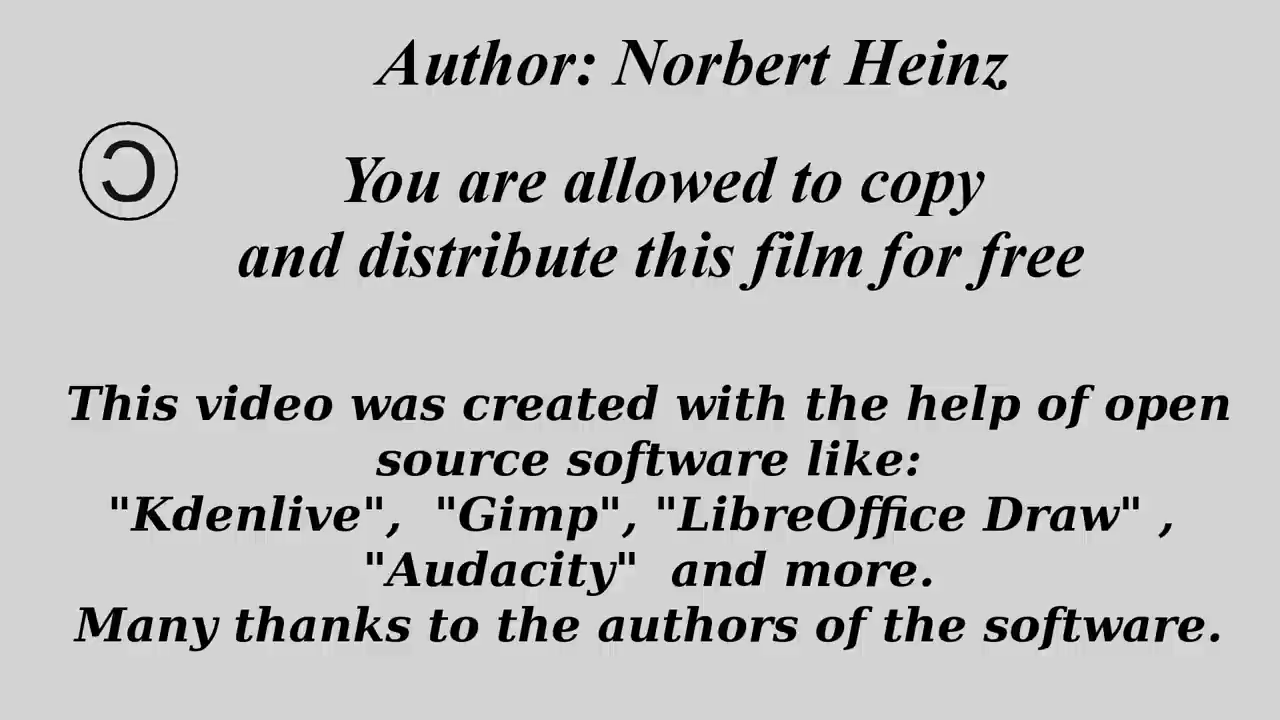 Author: Norbert Heinz
Ɔ
You are allowed to copy
and distribute this film for free
This video was created with the help of open
source software like:
"Kdenlive",  "Gimp", "LibreOffice Draw" ,
"Audacity"  and more.
Many thanks to the authors of the software.